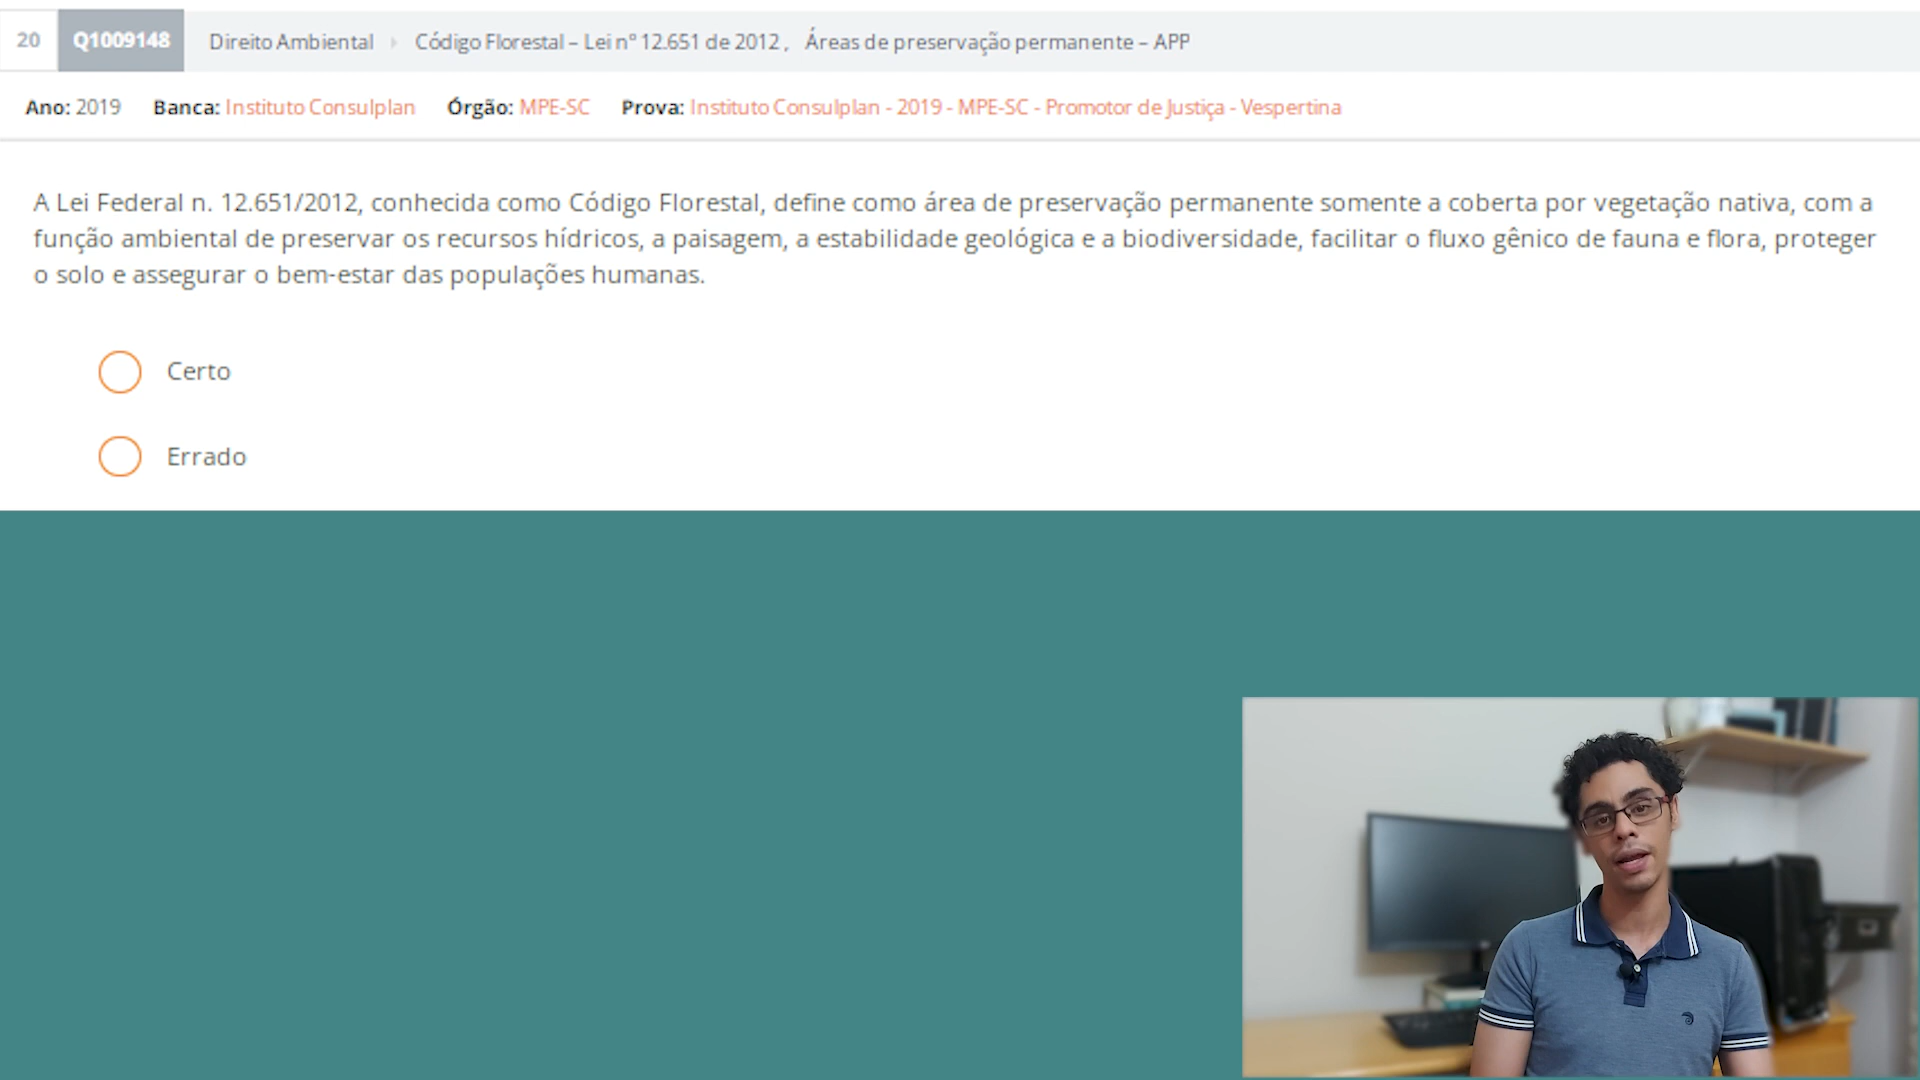 20 Q1009148 Direito Ambiental › Código Florestal – Lei nº 12.651 de 2012 , Áreas de preservação permanente – APP
Ano: 2019 Banca: Instituto Consulplan Órgão: MPE-SC Prova: Instituto Consulplan - 2019 - MPE-SC - Promotor de Justiça - Vespertina
A Lei Federal n. 12.651/2012, conhecida como Código Florestal, define como área de preservação permanente somente a coberta por vegetação nativa, com a
função ambiental de preservar os recursos hídricos, a paisagem, a estabilidade geológica e a biodiversidade, facilitar o fluxo gênico de fauna e flora, proteger
o solo e assegurar o bem-estar das populações humanas.
Certo
Errado